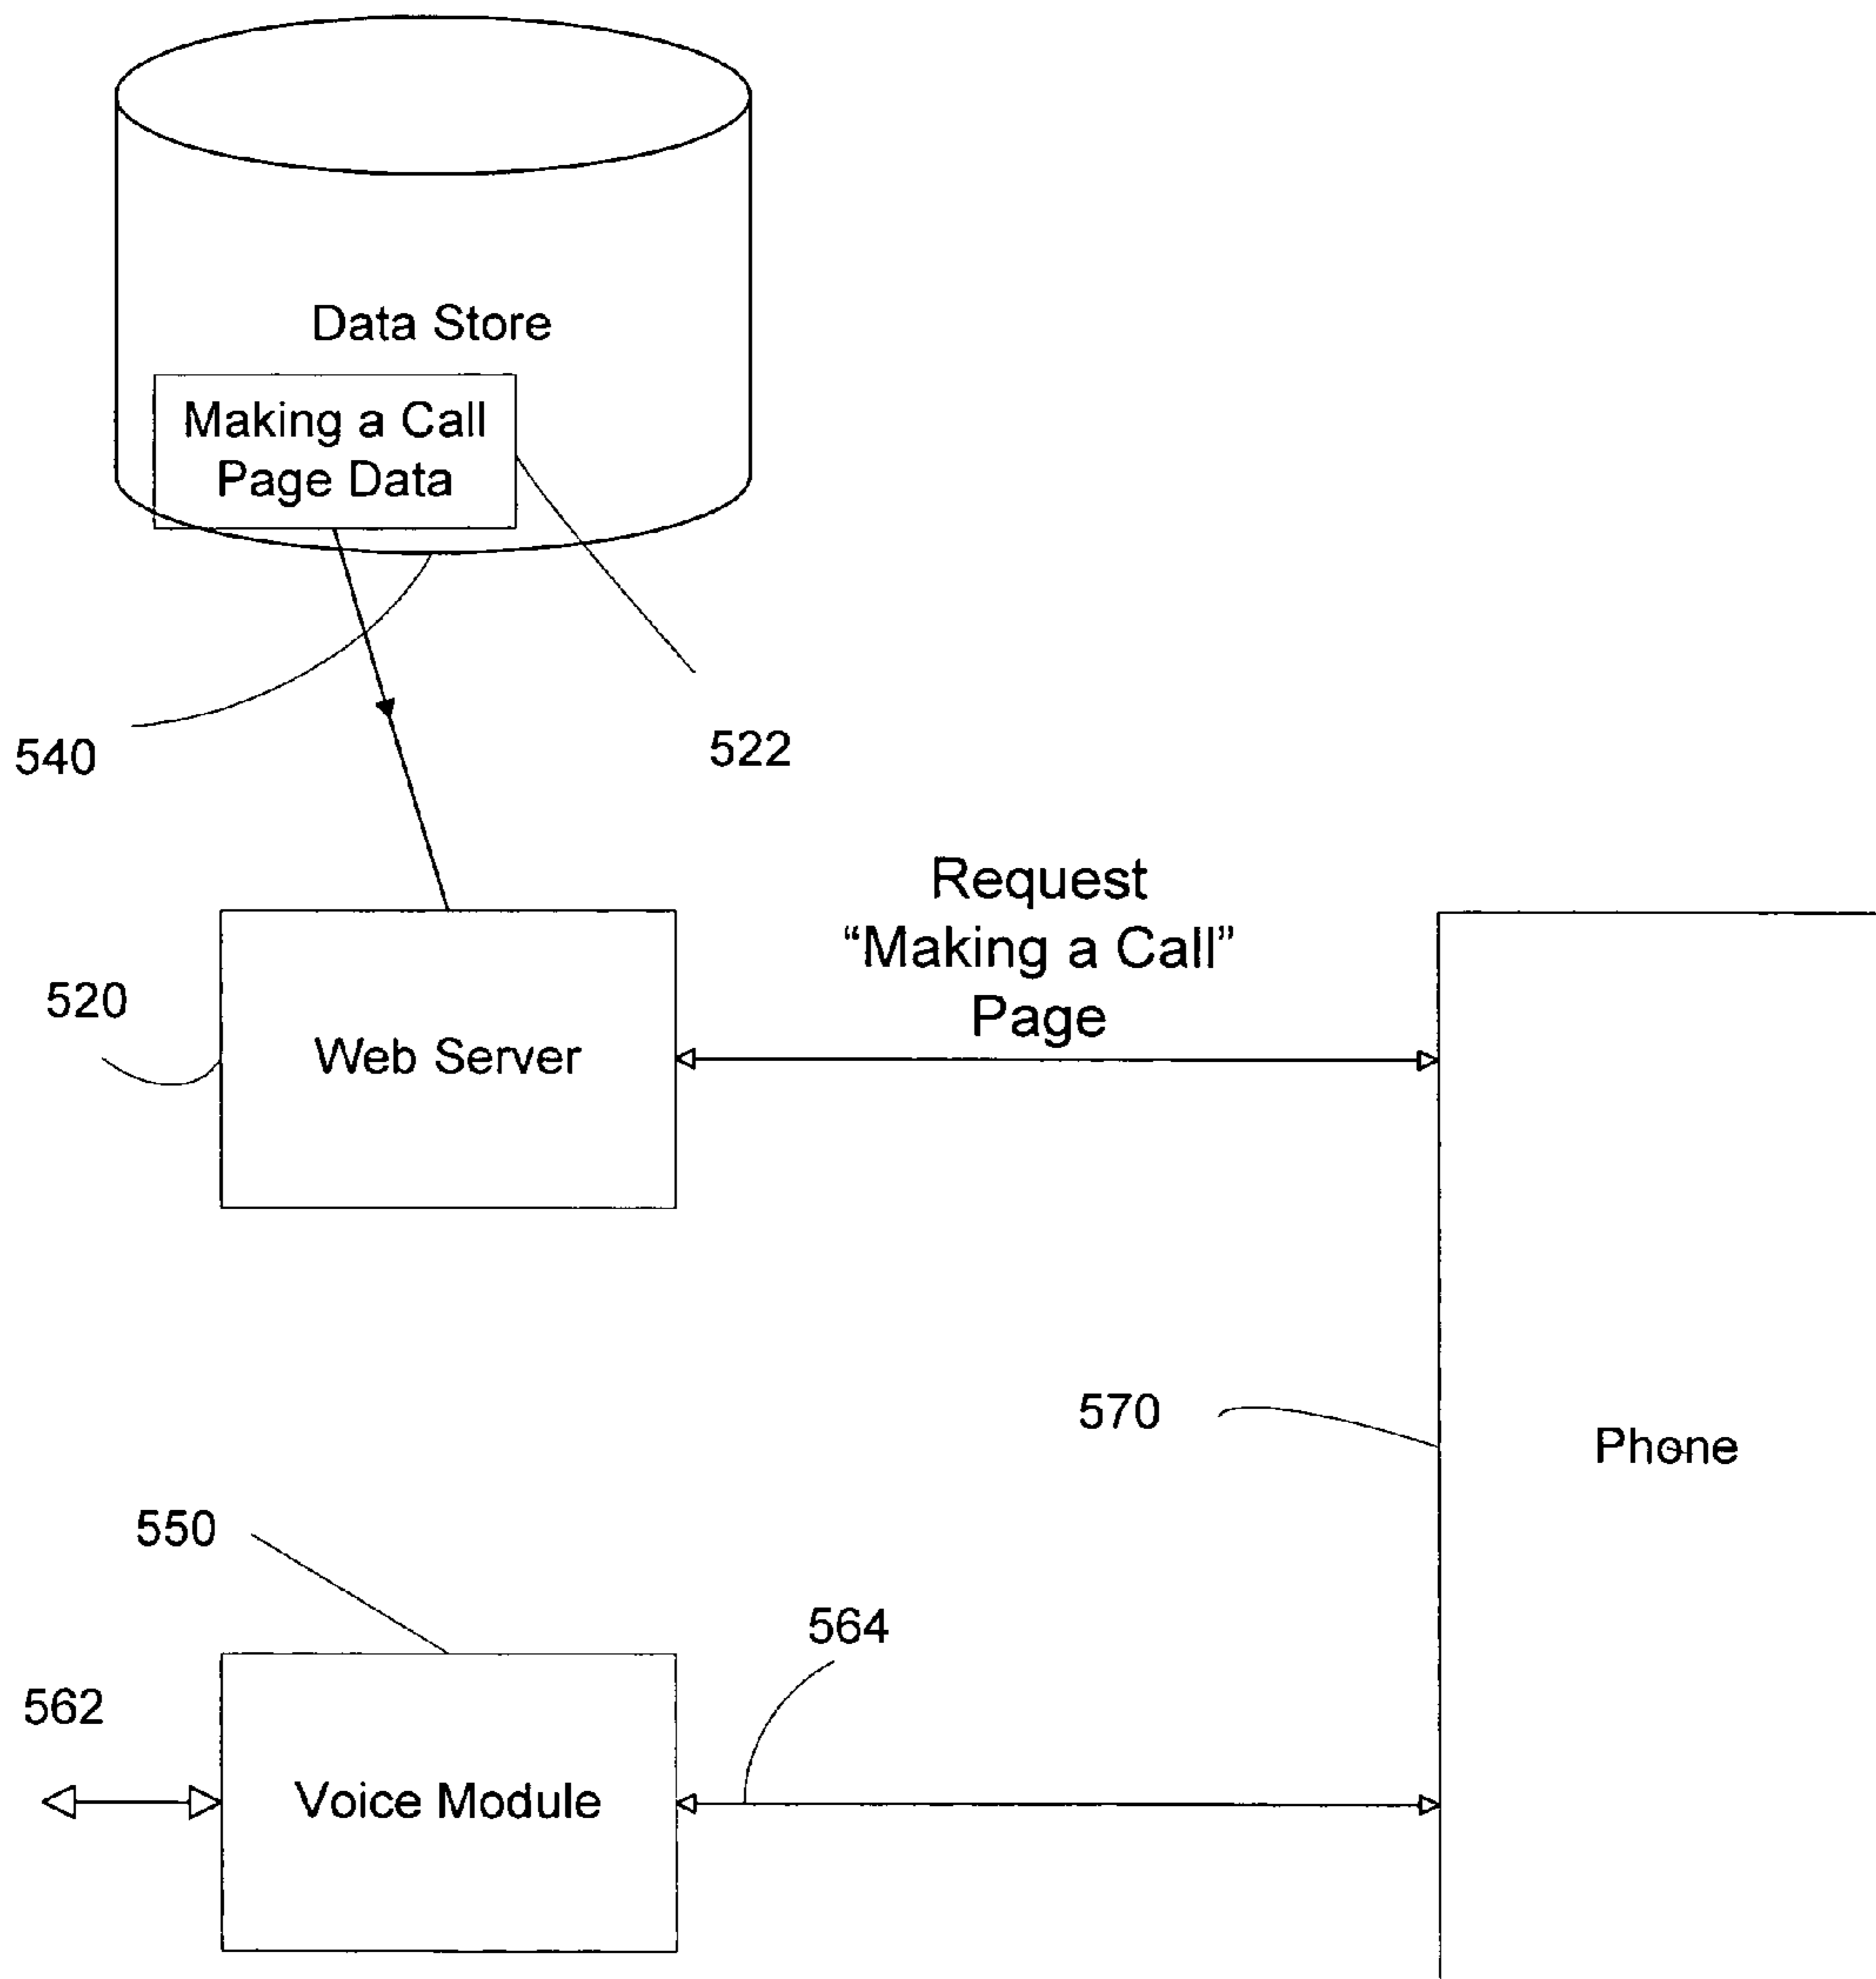 Data Store
Making a Call
Page Data
540
522
Request
“Making a Call”
Page
520
Web Server
570
Phone
550
564
562
Voice Module